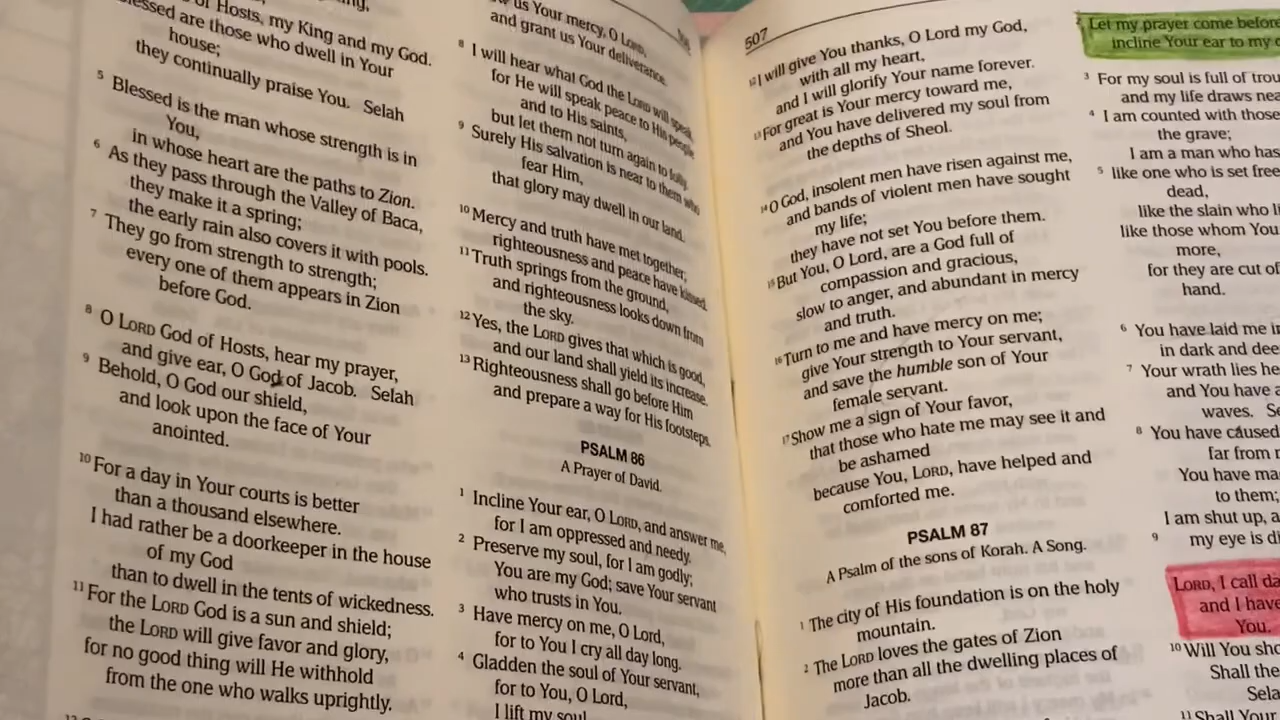 of Hosts, my King and my God.
Blessed are those who dwell in Your
house;
they continually praise You. Selah
5 Blessed is the man whose strength is in
You,
in whose heart are the paths to Zion.
6 As they pass through the Valley of Baca,
they make it a spring;
the early rain also covers it with pools.
7 They go from strength to strength;
every one of them appears in Zion
before God.
8 O LORD God of Hosts, hear my prayer,
and give ear, O God of Jacob. Selah
9 Behold, O God our shield,
and look upon the face of Your
anointed.
10 For a day in Your courts is better
than a thousand elsewhere.
I had rather be a doorkeeper in the house
of my God
than to dwell in the tents of wickedness.
11 For the LORD God is a sun and shield;
the LORD will give favor and glory,
for no good thing will He withhold
from the one who walks uprightly.
us Your mercy, O LORD,
and grant us Your deliverance.
8 I will hear what God the LORD will speak,
for He will speak peace to His people
and to His saints,
but let them not turn again to folly.
9 Surely His salvation is near to them who
fear Him,
that glory may dwell in our land.
10 Mercy and truth have met together;
righteousness and peace have kissed.
11 Truth springs from the ground,
and righteousness looks down from
the sky.
12 Yes, the LORD gives that which is good,
and our land shall yield its increase.
13 Righteousness shall go before Him
and prepare a way for His footsteps.
PSALM 86
A Prayer of David.
1 Incline Your ear, O LORD, and answer me,
for I am oppressed and needy.
2 Preserve my soul, for I am godly;
You are my God; save Your servant
who trusts in You.
3 Have mercy on me, O Lord,
for to You I cry all day long.
4 Gladden the soul of Your servant,
for to You, O Lord,
I lift my soul
507
12 I will give You thanks, O Lord my God,
with all my heart,
and I will glorify Your name forever.
13 For great is Your mercy toward me,
and You have delivered my soul from
the depths of Sheol.
14 O God, insolent men have risen against me,
and bands of violent men have sought
my life;
they have not set You before them.
15 But You, O Lord, are a God full of
compassion and gracious,
slow to anger, and abundant in mercy
and truth.
16 Turn to me and have mercy on me;
give Your strength to Your servant,
and save the humble son of Your
female servant.
17 Show me a sign of Your favor,
that those who hate me may see it and
be ashamed
because You, LORD, have helped and
comforted me.
PSALM 87
A Psalm of the sons of Korah. A Song.
1 The city of His foundation is on the holy
mountain.
2 The LORD loves the gates of Zion
more than all the dwelling places of
Jacob.
2 Let my prayer come before
incline Your ear to my
3 For my soul is full of
and my life draws
4 I am counted with those
the grave;
I am a man who has
5 like one who is set free
dead,
like the slain who
like those whom You
more,
for they are cut
hand.
6 You have laid me
in dark and
7 Your wrath lies
and You have
waves.
8 You have caused
far from
You have
to them;
I am shut up,
9 my eye is
LORD, I call
and I have
You.
10 Will You
Shall the
11 Shall Your